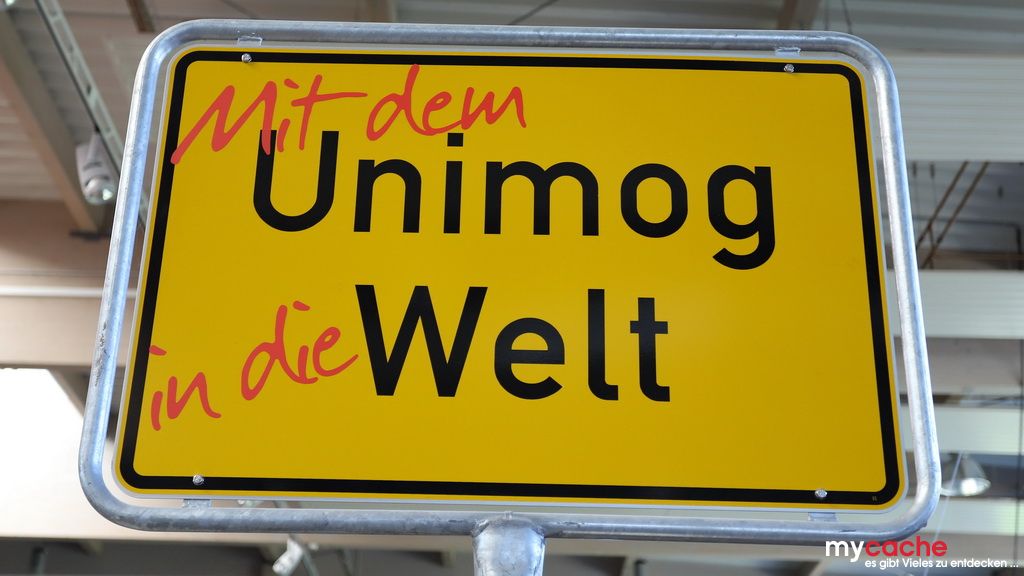 Mit dem
Unimog
in die Welt
mycache
es gibt Vieles zu entdecken ...